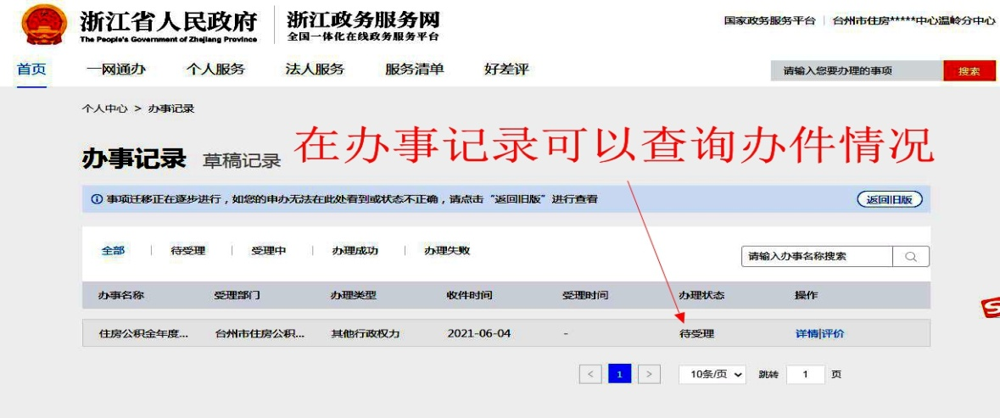 浙江省人民政府
The People's Government of Zhejiang Province
浙江政务服务网
全国一体化在线政务服务平台
国家政务服务平台 | 台州市住房*****中心温岭分中心
首页 一网通办 个人服务 法人服务 服务清单 好差评 请输入您要办理的事项 搜索
个人中心 > 办事记录
办事记录 草稿记录
在办事记录可以查询办件情况
事项迁移正在逐步进行，如您的申办无法在此处看到或状态不正确，请点击“返回旧版”进行查看 返回旧版
全部 | 待受理 | 受理中 | 办理成功 | 办理失败 请输入办事名称搜索
办事名称 受理部门 办理类型 收件时间 受理时间 办理状态 操作
住房公积金年度... 台州市住房公积... 其他行政权力 2021-06-04 - 待受理 详情|评价
< 1 > 10条/页 跳转 1 页